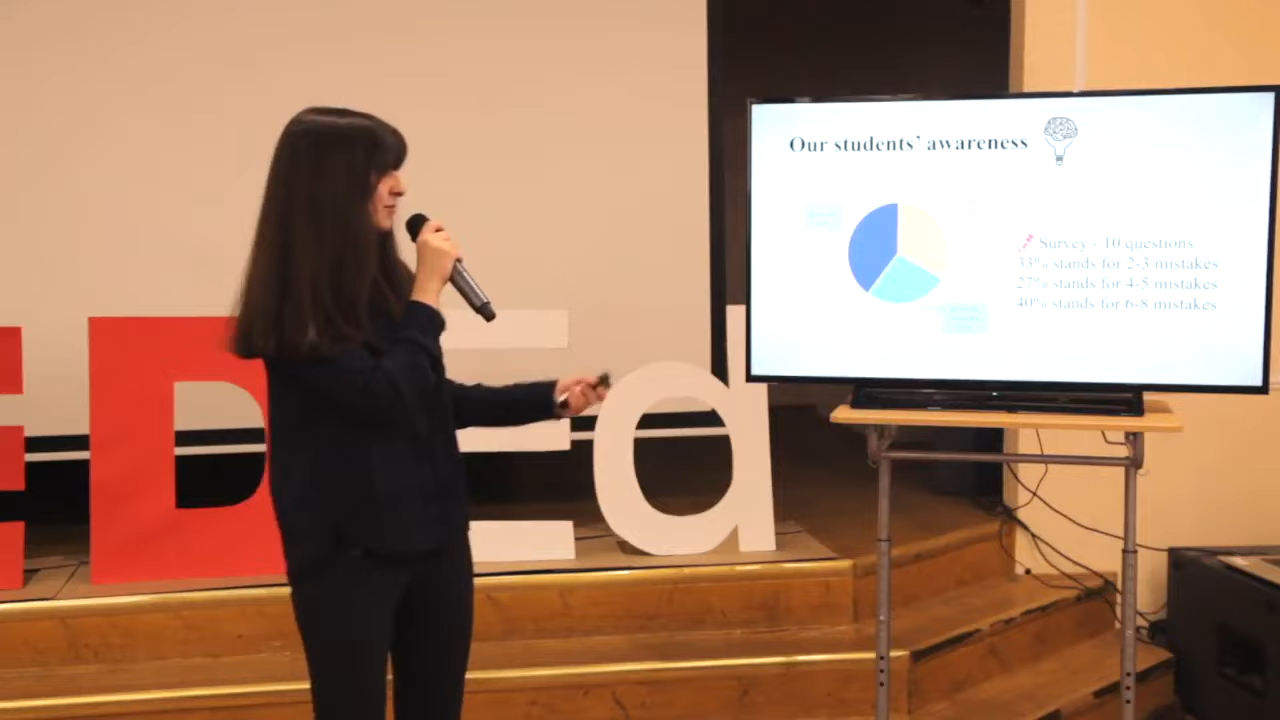 EDEd
Our students' awareness
Survey - 10 questions
33% stands for 2-3 mistakes
27% stands for 4-5 mistakes
40% stands for 6-8 mistakes